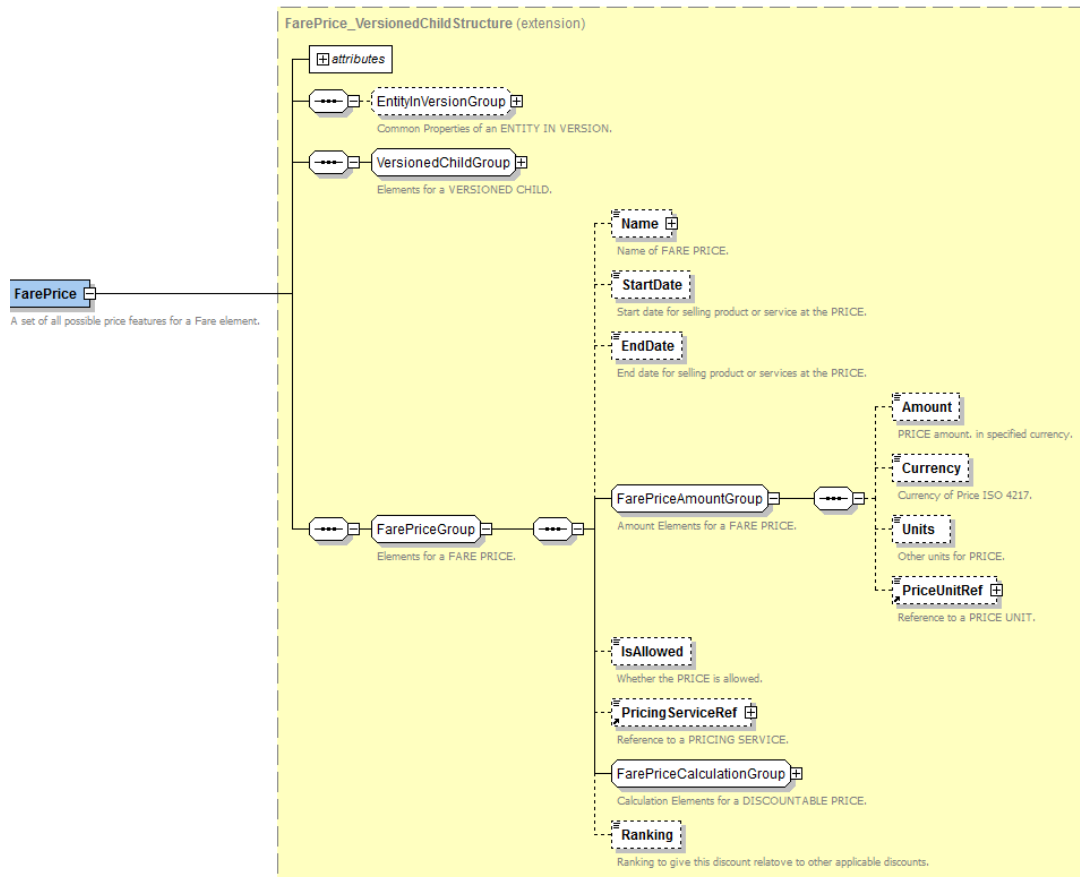 FarePrice_VersionedChildStructure (extension)
attributes
EntityInVersionGroup
Common Properties of an ENTITY IN VERSION.
VersionedChildGroup
Elements for a VERSIONED CHILD.
Name
Name of FARE PRICE.
StartDate
Start date for selling product or service at the PRICE.
FarePrice
A set of all possible price features for a Fare element.
EndDate
End date for selling product or services at the PRICE.
Amount
PRICE amount. in specified currency.
Currency
Currency of Price ISO 4217.
FarePriceAmountGroup
Amount Elements for a FARE PRICE.
FarePriceGroup
Elements for a FARE PRICE.
Units
Other units for PRICE.
PriceUnitRef
Reference to a PRICE UNIT.
IsAllowed
Whether the PRICE is allowed.
PricingServiceRef
Reference to a PRICING SERVICE.
FarePriceCalculationGroup
Calculation Elements for a DISCOUNTABLE PRICE.
Ranking
Ranking to give this discount relatove to other applicable discounts.